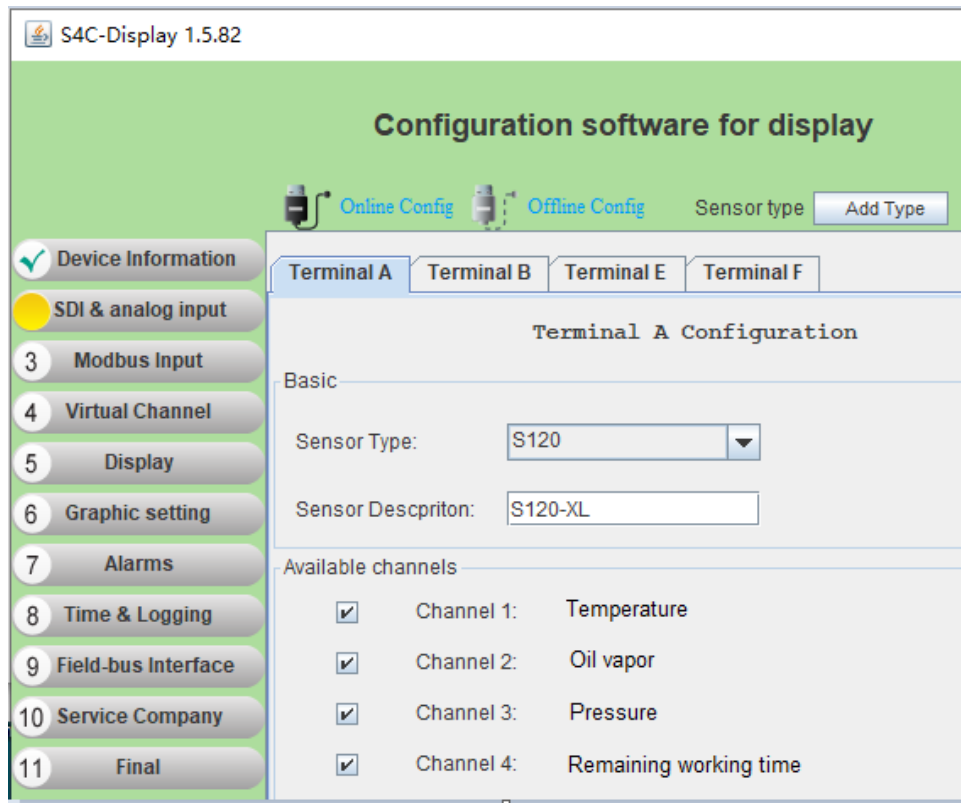 S4C-Display 1.5.82
Configuration software for display
Online Config Offline Config Sensor type Add Type
Device Information
SDI & analog input
3 Modbus Input
4 Virtual Channel
5 Display
6 Graphic setting
7 Alarms
8 Time & Logging
9 Field-bus Interface
10 Service Company
11 Final
Terminal A Terminal B Terminal E Terminal F
Terminal A Configuration
Basic
Sensor Type: S120
Sensor Descpriton: S120-XL
Available channels
Channel 1: Temperature
Channel 2: Oil vapor
Channel 3: Pressure
Channel 4: Remaining working time